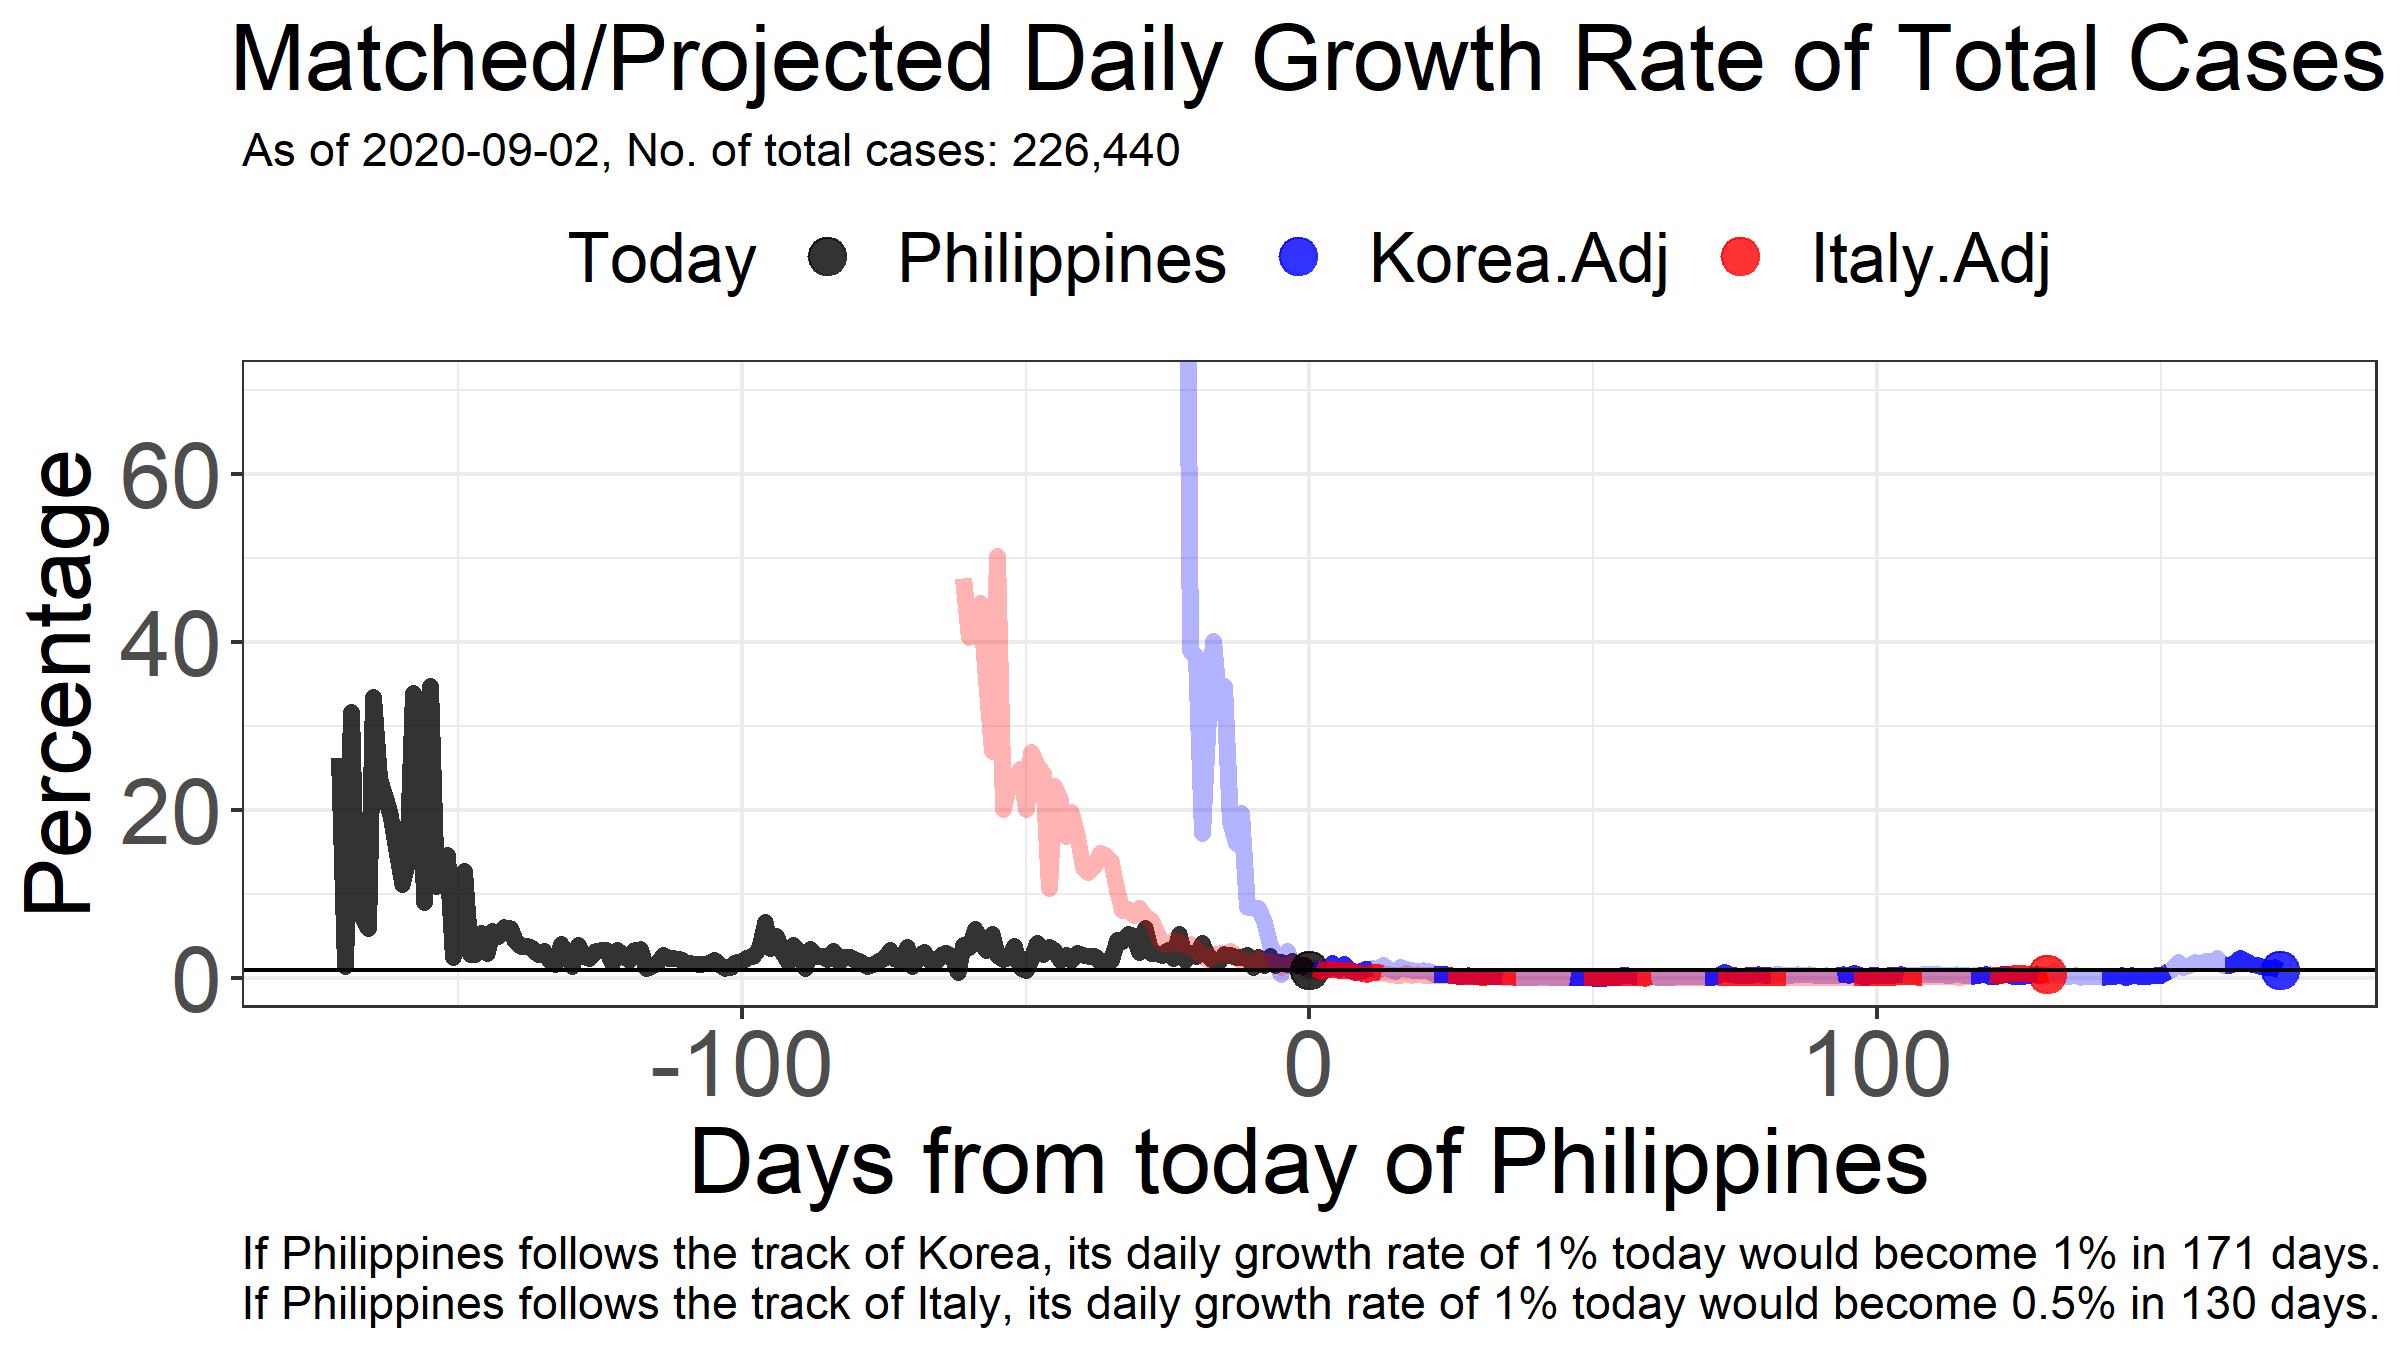 Matched/Projected Daily Growth Rate of Total Cases
As of 2020-09-02, No. of total cases: 226,440
Today Philippines Korea.Adj Italy.Adj
Percentage
60
40
20
0
-100 0 100
Days from today of Philippines
If Philippines follows the track of Korea, its daily growth rate of 1% today would become 1% in 171 days.
If Philippines follows the track of Italy, its daily growth rate of 1% today would become 0.5% in 130 days.